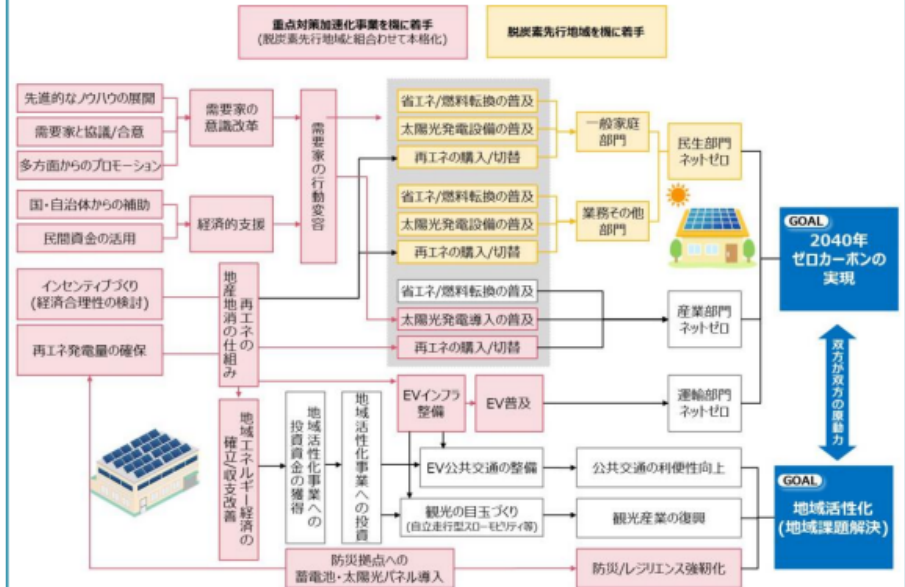 重点対策加速化事業を機に着手
(脱炭素先行地域と組合わせて本格化)
脱炭素先行地域を機に着手
先進的なノウハウの展開
需要家と協議/合意
多方面からのプロモーション
需要家の
意識改革
国・自治体からの補助
民間資金の活用
経済的支援
需要家の行動変容
インセンティブづくり
(経済合理性の検討)
再エネ発電量の確保
再エネの
地産地消の仕組み
省エネ/燃料転換の普及
太陽光発電設備の普及
再エネの購入/切替
一般家庭
部門
省エネ/燃料転換の普及
太陽光発電設備の普及
再エネの購入/切替
業務その他
部門
民生部門
ネットゼロ
省エネ/燃料転換の普及
太陽光発電導入の普及
再エネの購入/切替
産業部門
ネットゼロ
EVインフラ
整備
EV普及
運輸部門
ネットゼロ
地域エネルギー経済の
確立/収支改善
地域活性化事業への
投資資金の獲得
地域活性化事業への投資
EV公共交通の整備
公共交通の利便性向上
観光の目玉づくり
(自立走行型スローモビリティ等)
観光産業の復興
防災拠点への
蓄電池・太陽光パネル導入
防災/レジリエンス強靭化
GOAL
2040年
ゼロカーボンの
実現
双方が双方の原動力
GOAL
地域活性化
(地域課題解決)